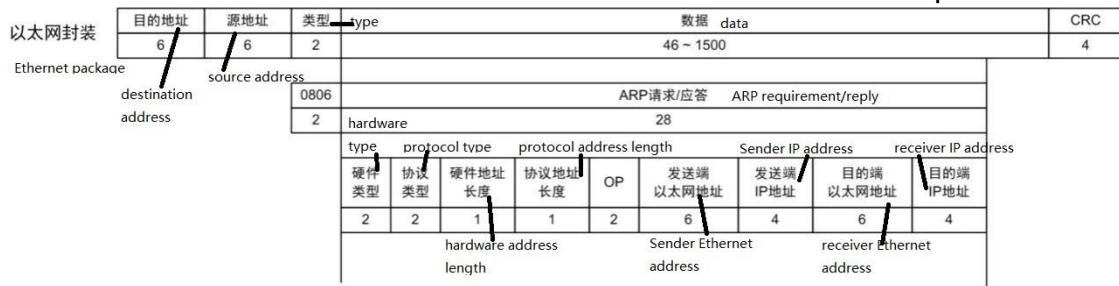 以太网封装
目的地址 源地址 类型 type 数据 data CRC
6 6 2 46 ~ 1500 4
Ethernet package
destination address
source address
0806 ARP请求/应答 ARP requirement/reply
2 28
hardware type
protocol type
protocol address length
Sender IP address
receiver IP address
硬件类型 协议类型 硬件地址长度 协议地址长度 OP 发送端以太网地址 发送端IP地址 目的端以太网地址 目的端IP地址
2 2 1 1 2 6 4 6 4
hardware address length
Sender Ethernet address
receiver Ethernet address